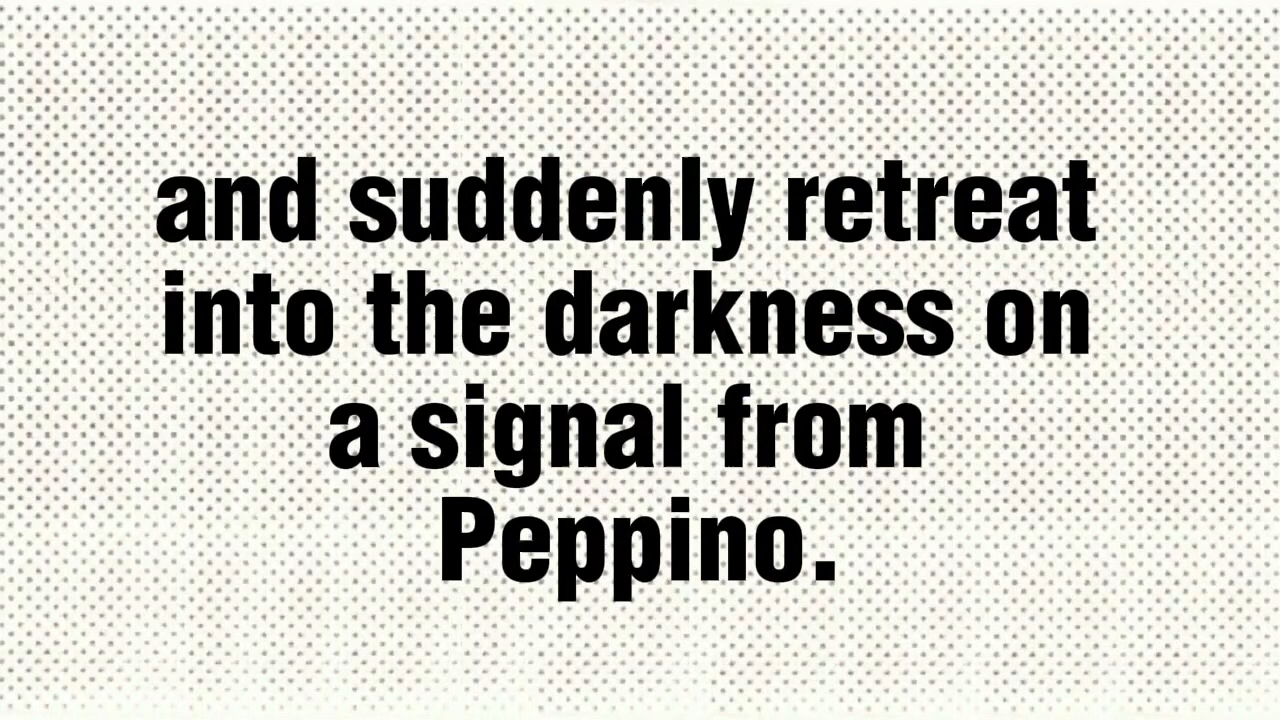 and suddenly retreat
into the darkness on
a signal from
Peppino.